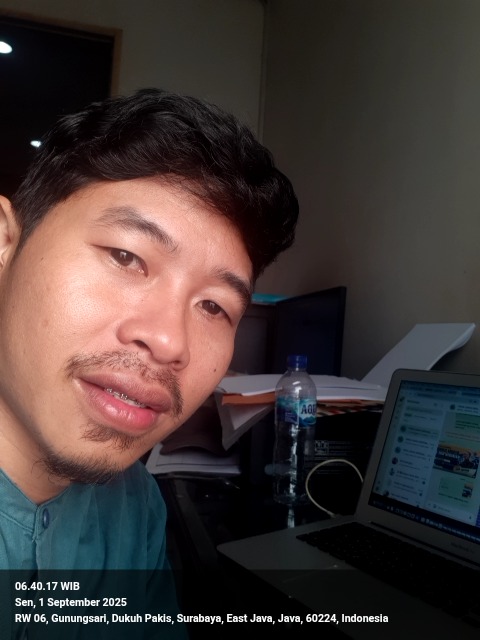 06.40.17 WIB
Sen, 1 September 2025
RW 06, Gunungsari, Dukuh Pakis, Surabaya, East Java, Java, 60224, Indonesia